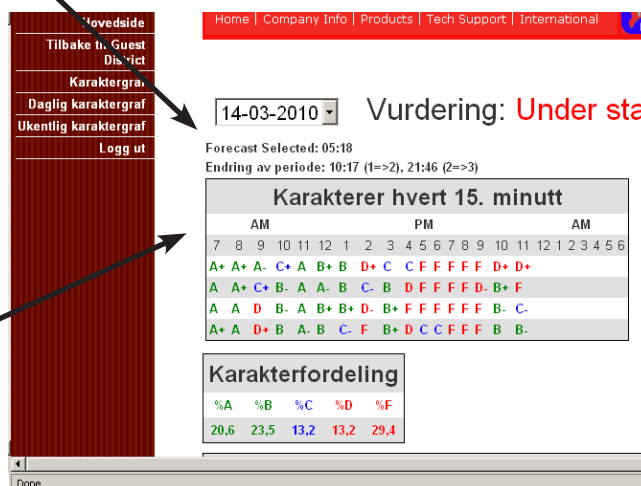 Home | Company Info | Products | Tech Support | International
Hovedside
Tilbake til Guest
District
Karaktergraf
Daglig karaktergraf
Ukentlig karaktergraf
Logg ut
14-03-2010 Vurdering: Under sta
Forecast Selected: 05:18
Endring av periode: 10:17 (1=>2), 21:46 (2=>3)
Karakterer hvert 15. minutt
AM PM AM
7 8 9 10 11 12 1 2 3 4 5 6 7 8 9 10 11 12 1 2 3 4 5 6
A+ A+ A- C+ A B+ B D+ C C F F F F F D+ D+
A A+ C+ B- A A- B C- B D F F F F D- B+ F
A A D B- A B+ B+ D- B+ F F F F F F B- C-
A+ A D+ B A- B C- F B+ D C C F F F B B-
Karakterfordeling
%A %B %C %D %F
20,6 23,5 13,2 13,2 29,4
Done